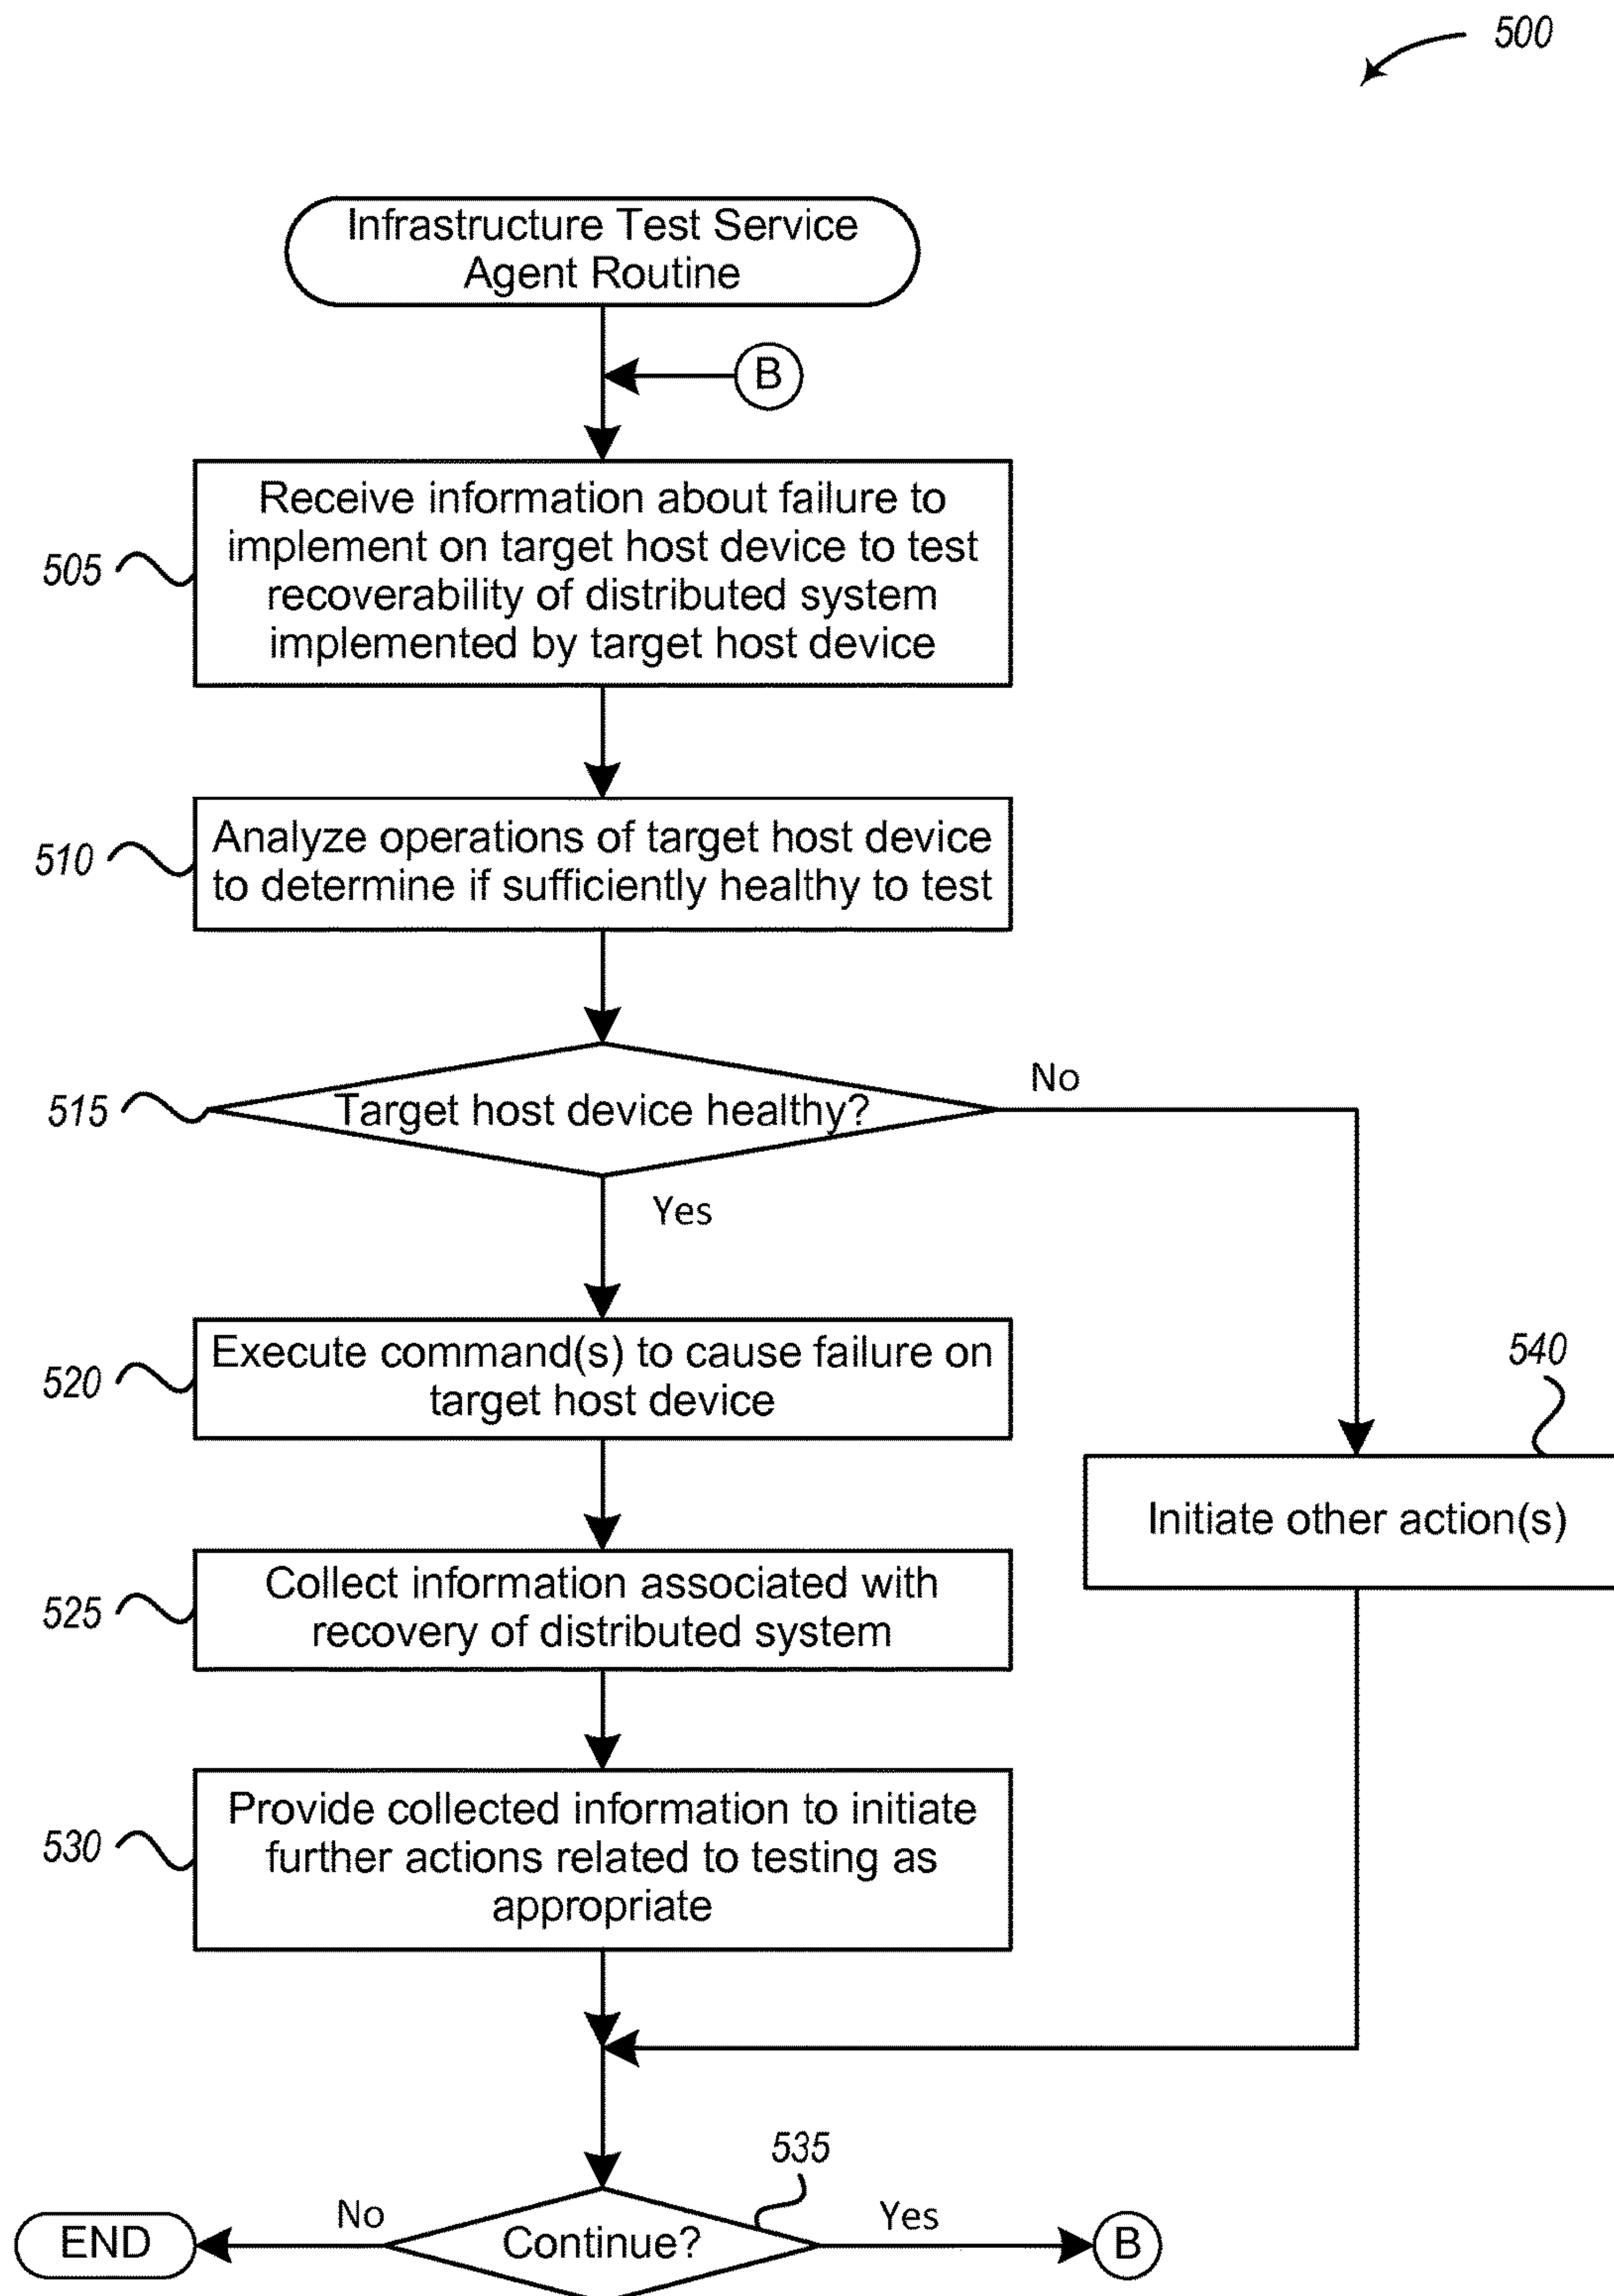 500
Infrastructure Test Service
Agent Routine
B
505
Receive information about failure to
implement on target host device to test
recoverability of distributed system
implemented by target host device
510
Analyze operations of target host device
to determine if sufficiently healthy to test
515
Target host device healthy?
No
Yes
520
Execute command(s) to cause failure on
target host device
540
Initiate other action(s)
525
Collect information associated with
recovery of distributed system
530
Provide collected information to initiate
further actions related to testing as
appropriate
535
END
No
Continue?
Yes
B